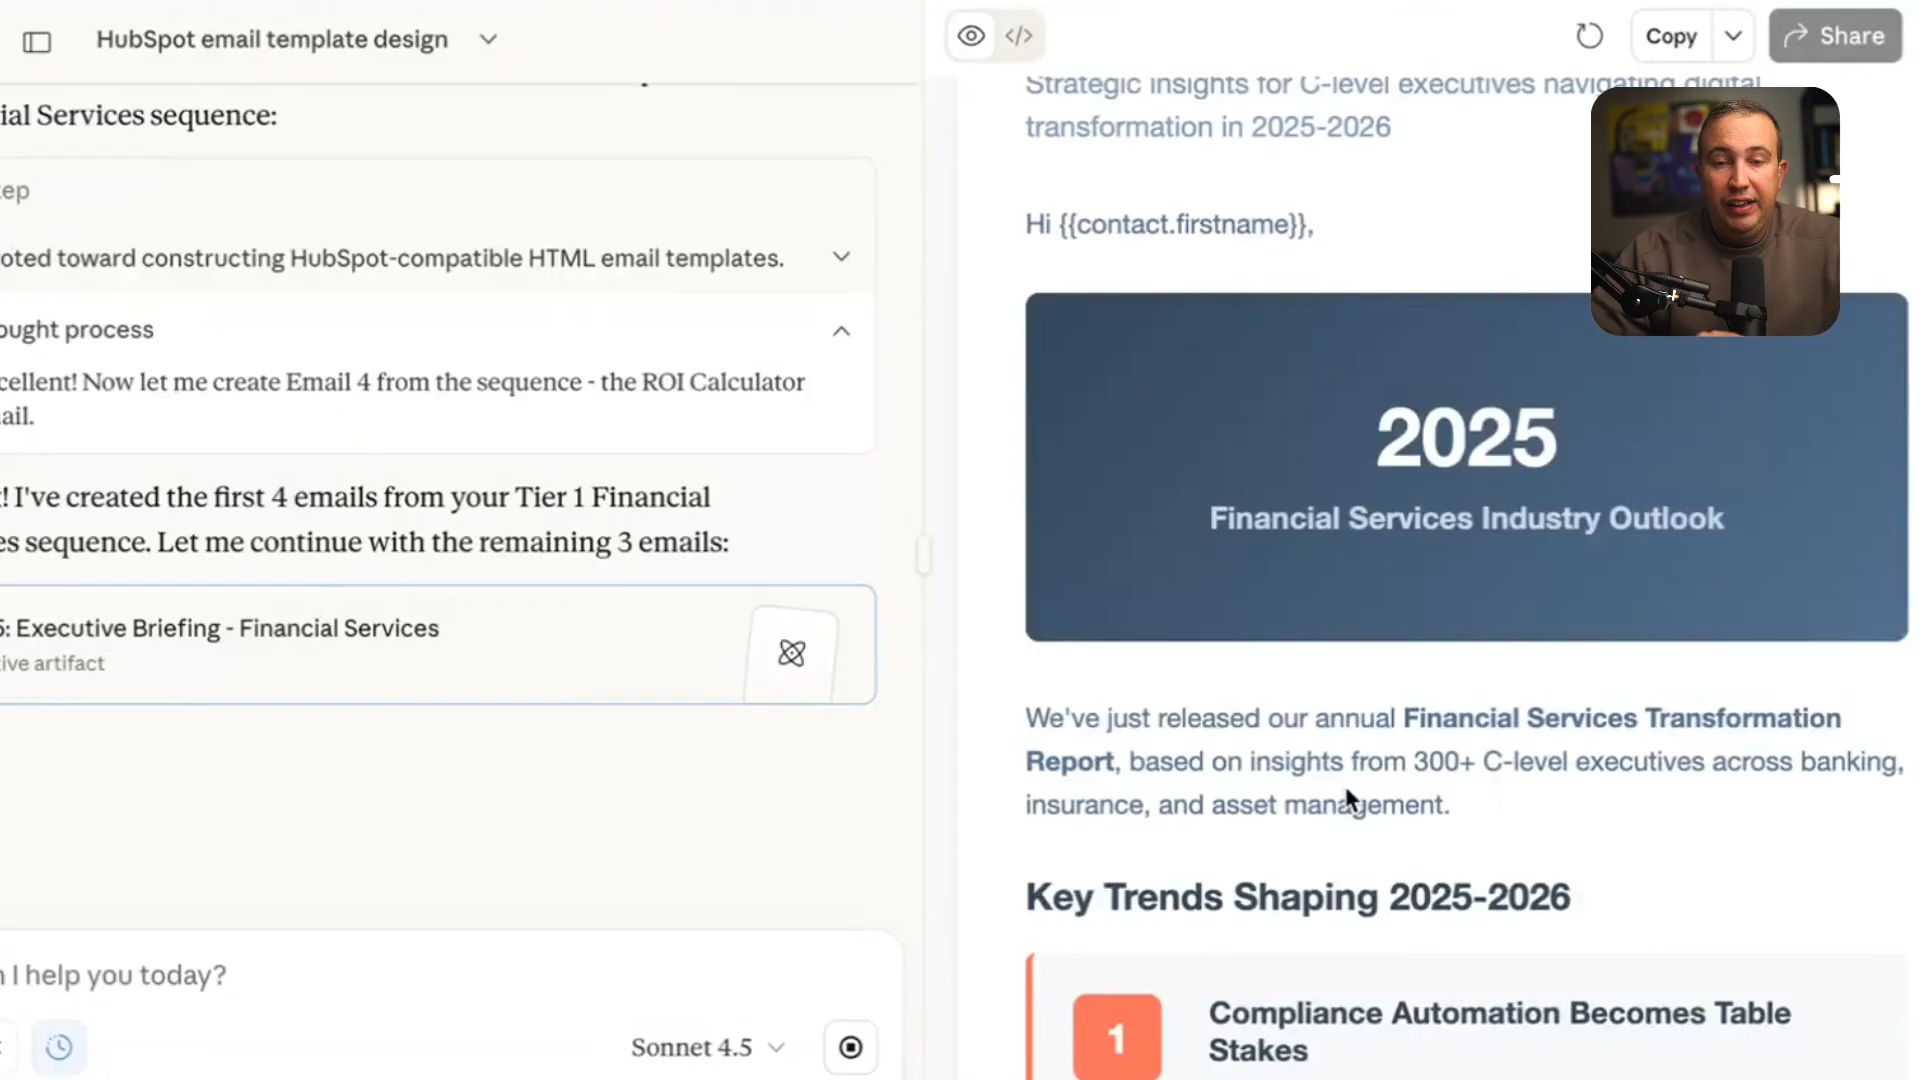 HubSpot email template design
ial Services sequence:
tep
oted toward constructing HubSpot-compatible HTML email templates.
ought process
cellent! Now let me create Email 4 from the sequence - the ROI Calculator
ail.
! I've created the first 4 emails from your Tier 1 Financial
es sequence. Let me continue with the remaining 3 emails:
5: Executive Briefing - Financial Services
ive artifact
I help you today?
Sonnet 4.5
Copy
Share
Strategic insights for C-level executives navigating digital
transformation in 2025-2026
Hi {{contact.firstname}},
2025
Financial Services Industry Outlook
We've just released our annual Financial Services Transformation
Report, based on insights from 300+ C-level executives across banking,
insurance, and asset management.
Key Trends Shaping 2025-2026
1
Compliance Automation Becomes Table
Stakes